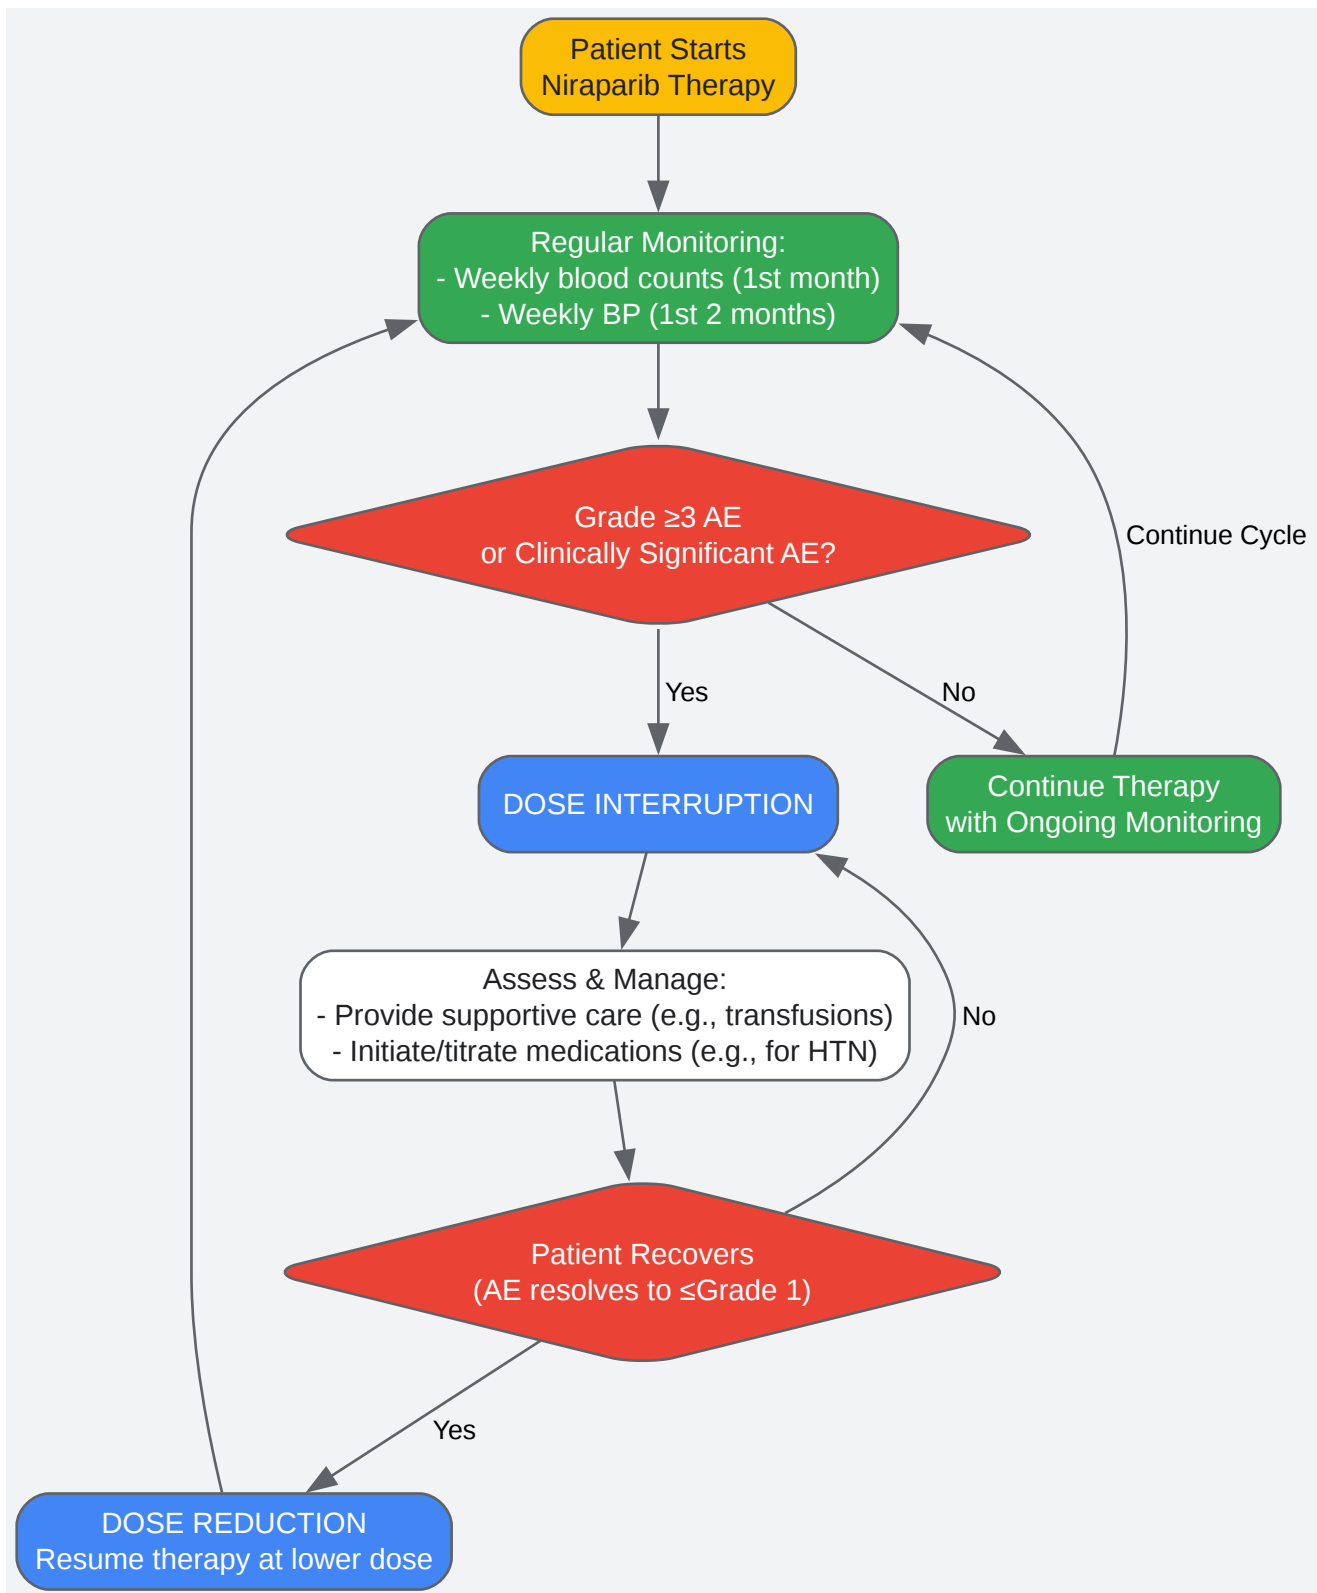 Patient Starts
Niraparib Therapy
Regular Monitoring:
- Weekly blood counts (1st month)
- Weekly BP (1st 2 months)
Grade ≥3 AE
or Clinically Significant AE?
Continue Cycle
Yes
No
DOSE INTERRUPTION
Continue Therapy
with Ongoing Monitoring
Assess & Manage:
- Provide supportive care (e.g., transfusions)
- Initiate/titrate medications (e.g., for HTN)
No
Patient Recovers
(AE resolves to ≤Grade 1)
Yes
DOSE REDUCTION
Resume therapy at lower dose